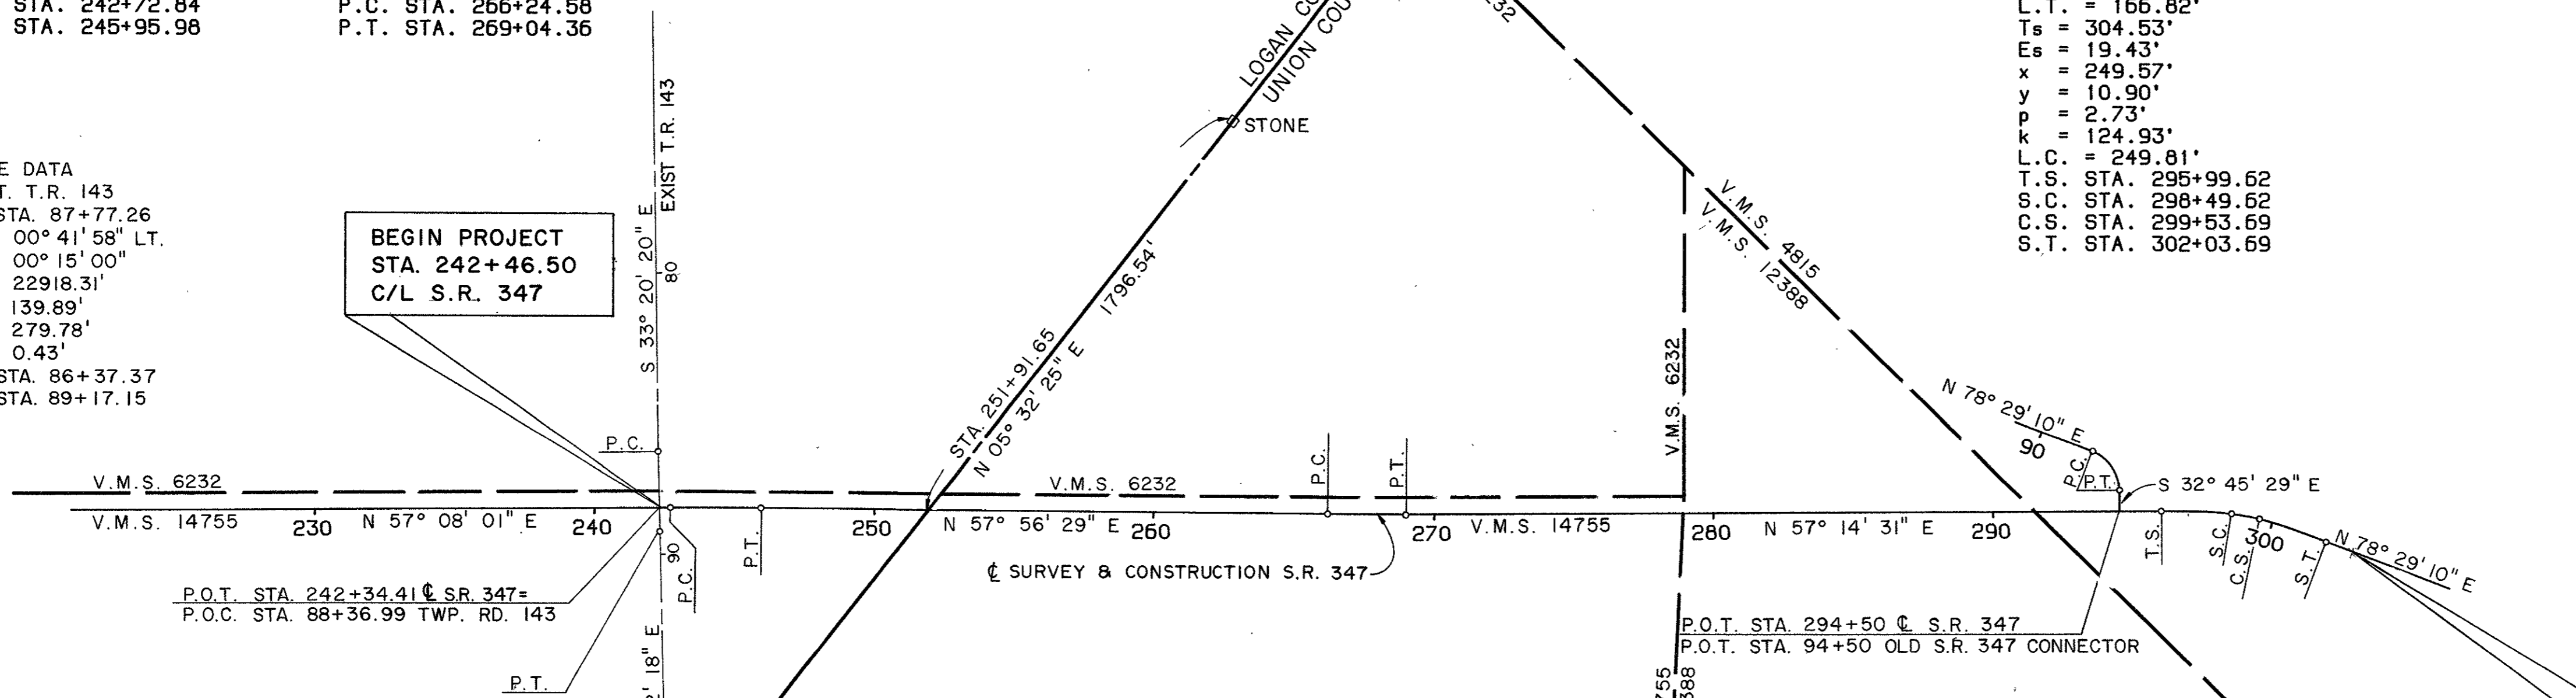 STA. 242+72.84
STA. 245+95.98
P.C. STA. 266+24.58
P.T. STA. 269+04.36
L.T. = 166.82'
Ts = 304.53'
Es = 19.43'
x = 249.57'
y = 10.90'
p = 2.73'
k = 124.93'
L.C. = 249.81'
T.S. STA. 295+99.62
S.C. STA. 298+49.62
C.S. STA. 299+53.69
S.T. STA. 302+03.69
E DATA
T. T.R. 143
STA. 87+77.26
00° 41' 58" LT.
00° 15' 00"
22918.31'
139.89'
279.78'
0.43'
STA. 86+37.37
STA. 89+17.15
BEGIN PROJECT
STA. 242+46.50
C/L S.R. 347
S 33° 20' 20" E
EXIST T.R. 143
80
LOGAN CO
UNION COU
32
STONE
1796.54'
STA. 251+91.65
N 05° 32' 25" E
V.M.S. 4815
V.M.S. 12388
V.M.S. 6232
N 78° 29' 10" E
90
P.C.
P.T.
S 32° 45' 29" E
P.C.
V.M.S. 6232
V.M.S. 6232
P.C.
P.T.
V.M.S. 14755
230
N 57° 08' 01" E
240
250
N 57° 56' 29" E
260
270
V.M.S. 14755
280
N 57° 14' 31" E
290
T.S.
S.C.
C.S.
300
S.T.
N 78° 29' 10" E
90
P.C.
P.T.
℄ SURVEY & CONSTRUCTION S.R. 347
P.O.T. STA. 242+34.41 ℄ S.R. 347=
P.O.C. STA. 88+36.99 TWP. RD. 143
P.T.
' 18" E
P.O.T. STA. 294+50 ℄ S.R. 347
P.O.T. STA. 94+50 OLD S.R. 347 CONNECTOR
755
388